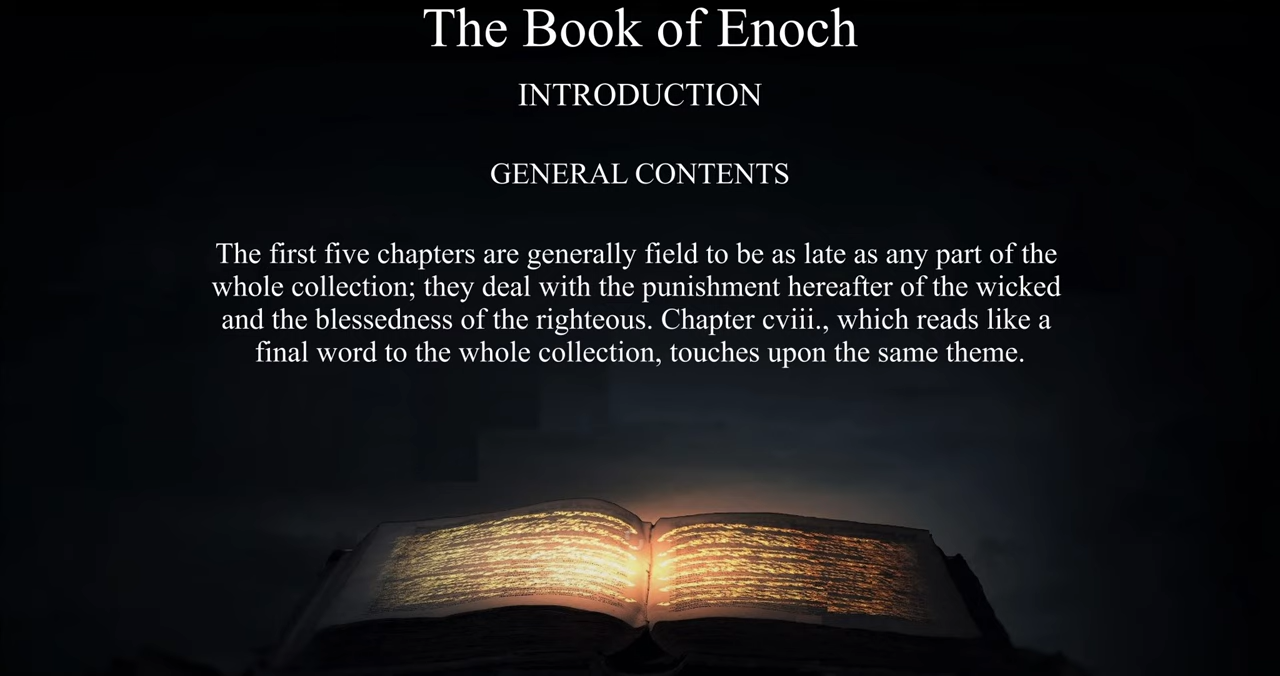 The Book of Enoch
INTRODUCTION
GENERAL CONTENTS
The first five chapters are generally field to be as late as any part of the
whole collection; they deal with the punishment hereafter of the wicked
and the blessedness of the righteous. Chapter cviii., which reads like a
final word to the whole collection, touches upon the same theme.